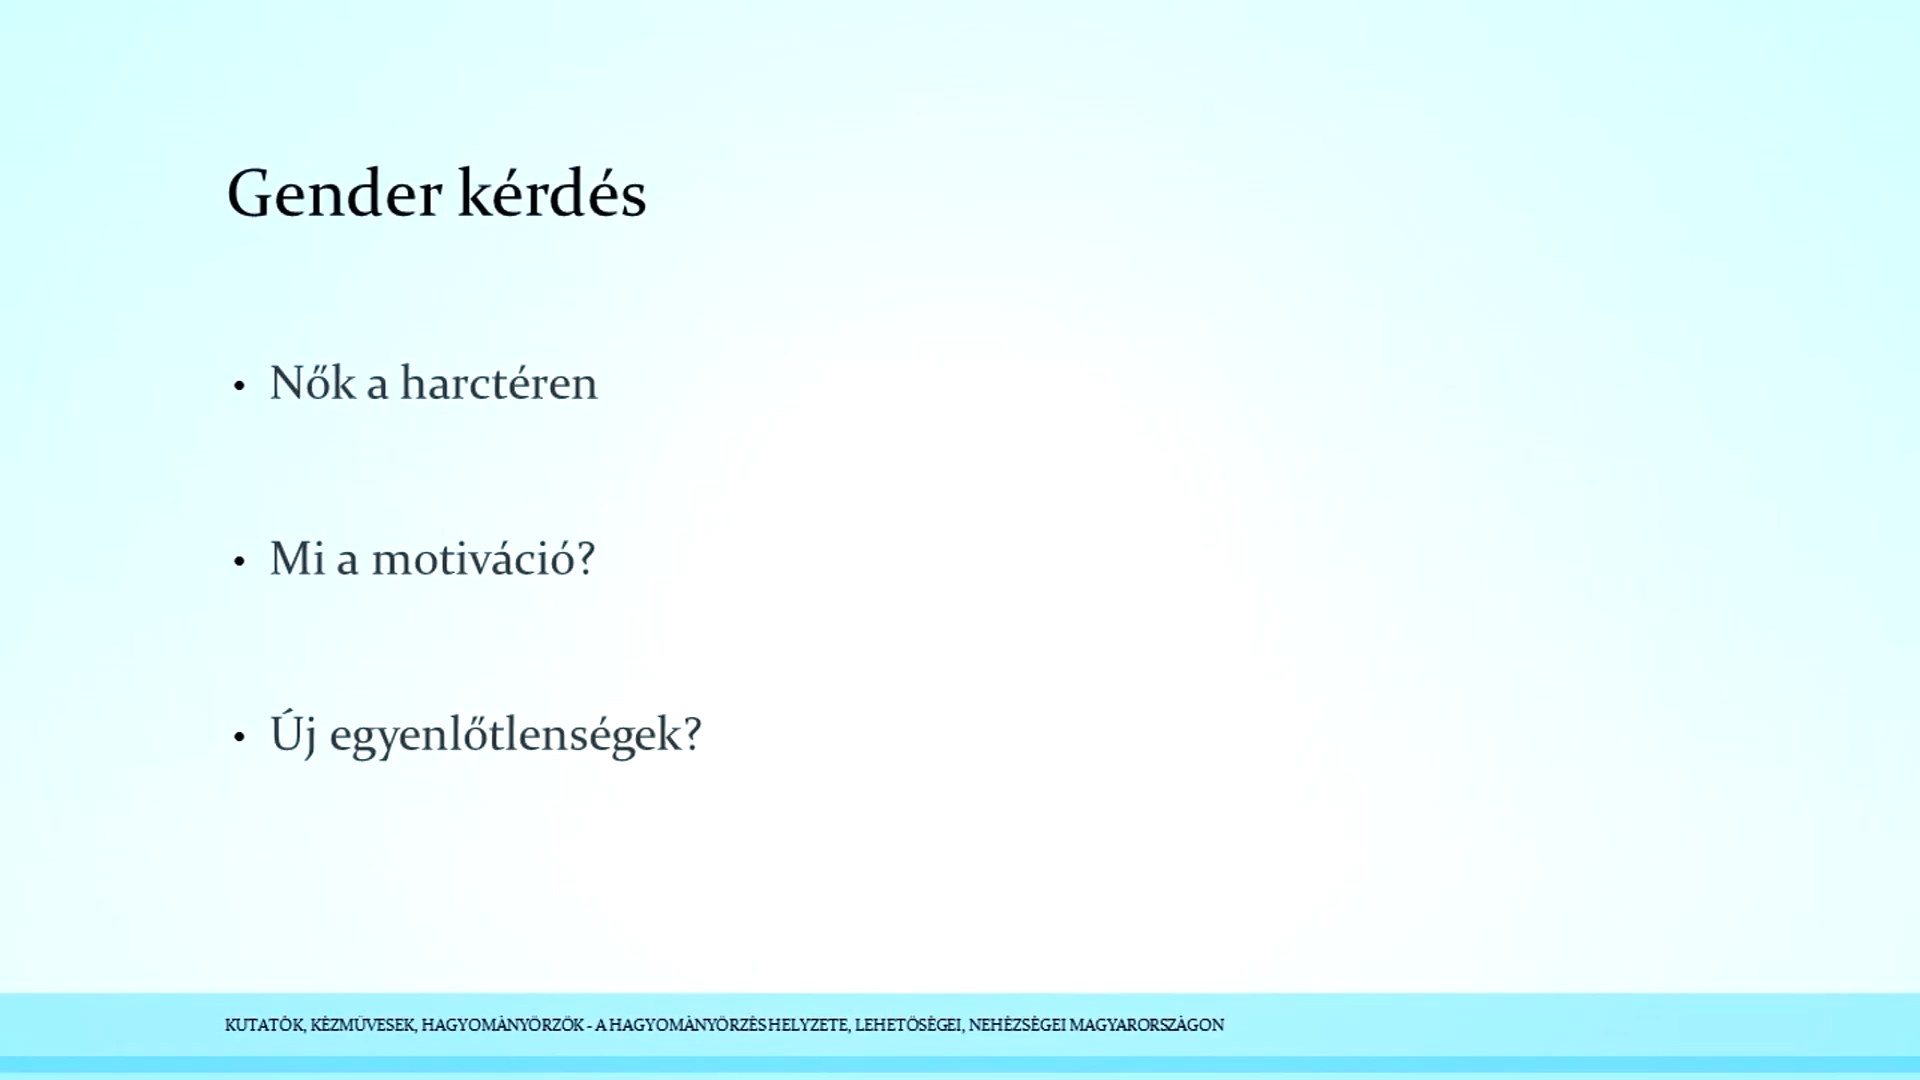 Gender kérdés
• Nők a harctéren
• Mi a motiváció?
• Új egyenlőtlenségek?
KUTATÓK, KÉZMŰVESEK, HAGYOMÁNYŐRZŐK - A HAGYOMÁNYŐRZÉS HELYZETE, LEHETŐSÉGEI, NEHÉZSÉGEI MAGYARORSZÁGON